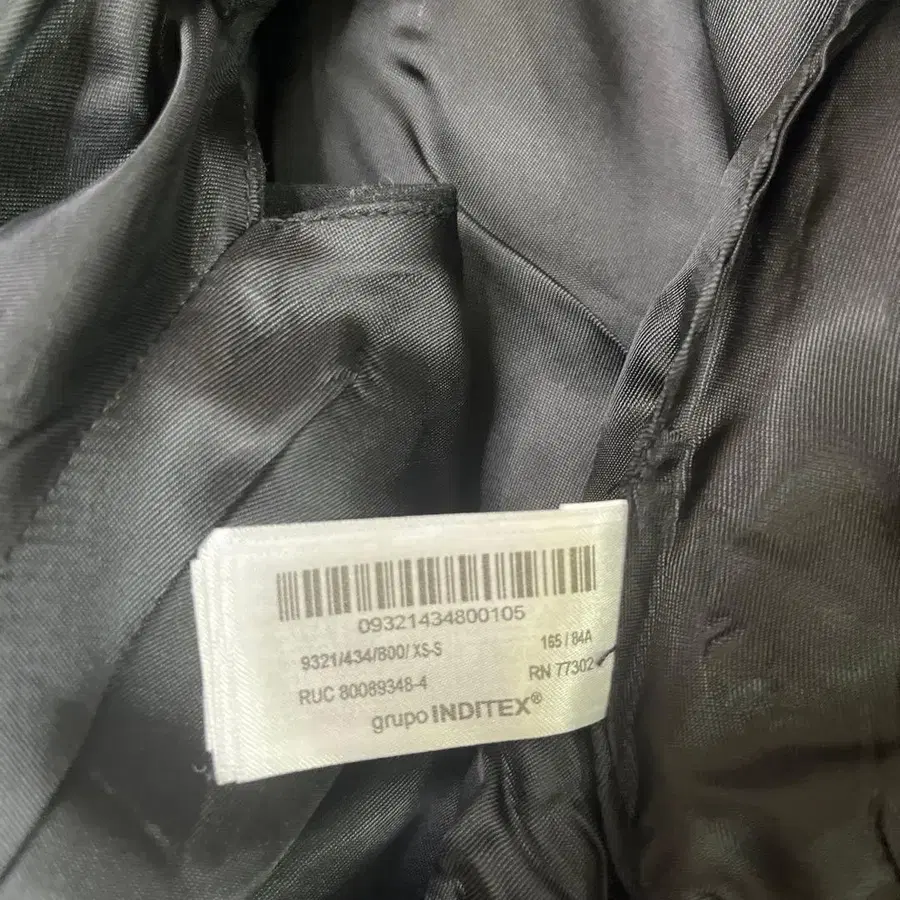 09321434800105
9321/434/800/ XS-S 165 / 84A
RUC 80089348-4 RN 77302
grupo INDITEX®